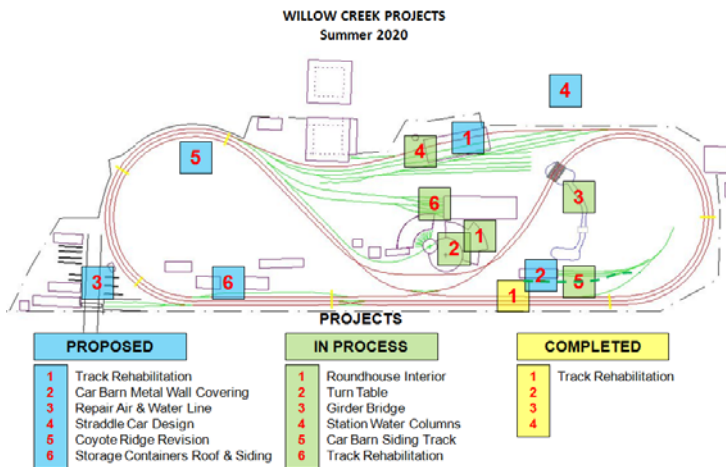 WILLOW CREEK PROJECTS
Summer 2020
4
1
4
5
3
6
1
2
2
3
6
5
1
PROJECTS
PROPOSED
1 Track Rehabilitation
2 Car Barn Metal Wall Covering
3 Repair Air & Water Line
4 Straddle Car Design
5 Coyote Ridge Revision
6 Storage Containers Roof & Siding
IN PROCESS
1 Roundhouse Interior
2 Turn Table
3 Girder Bridge
4 Station Water Columns
5 Car Barn Siding Track
6 Track Rehabilitation
COMPLETED
1 Track Rehabilitation
2
3
4